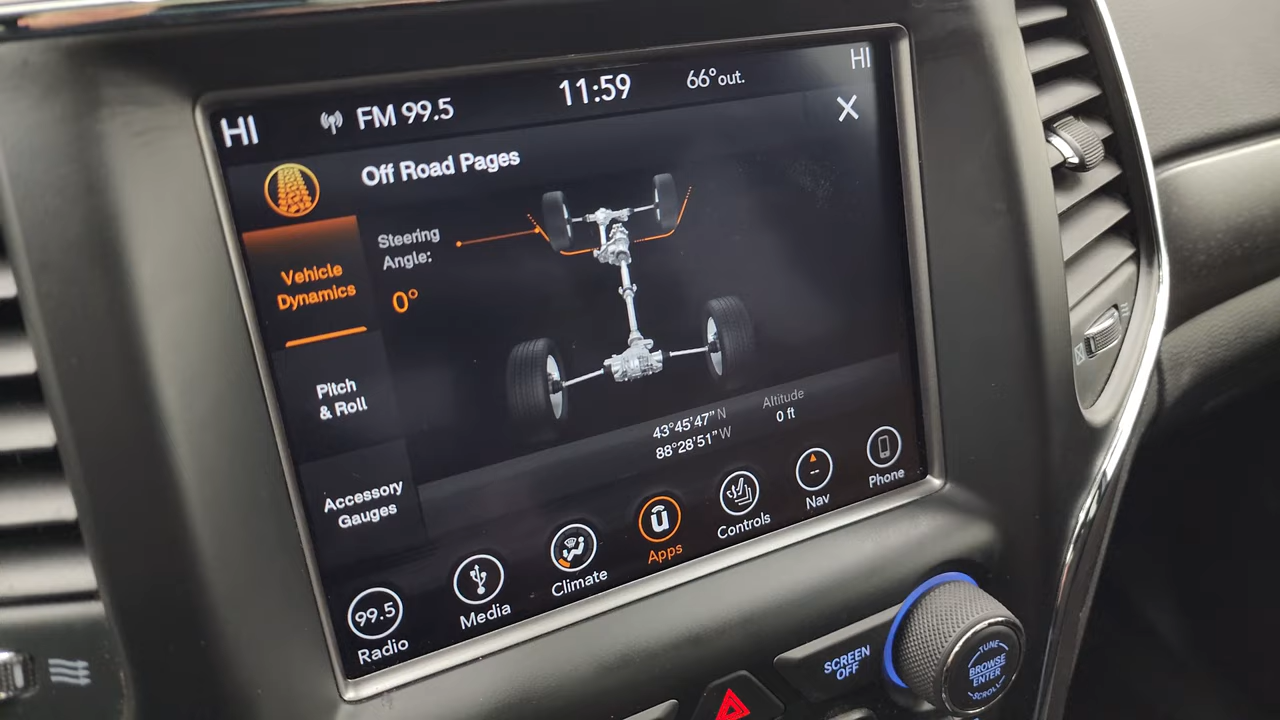 HI
FM 99.5
11:59
66° out.
HI
X
Off Road Pages
Vehicle
Dynamics
Steering
Angle:
0°
Pitch
& Roll
Accessory
Gauges
43°45'47" N
88°28'51" W
Altitude
0 ft
99.5
Radio
Media
Climate
Apps
Controls
--
Nav
Phone
SCREEN
OFF
TUNE
BROWSE
ENTER
SCROLL